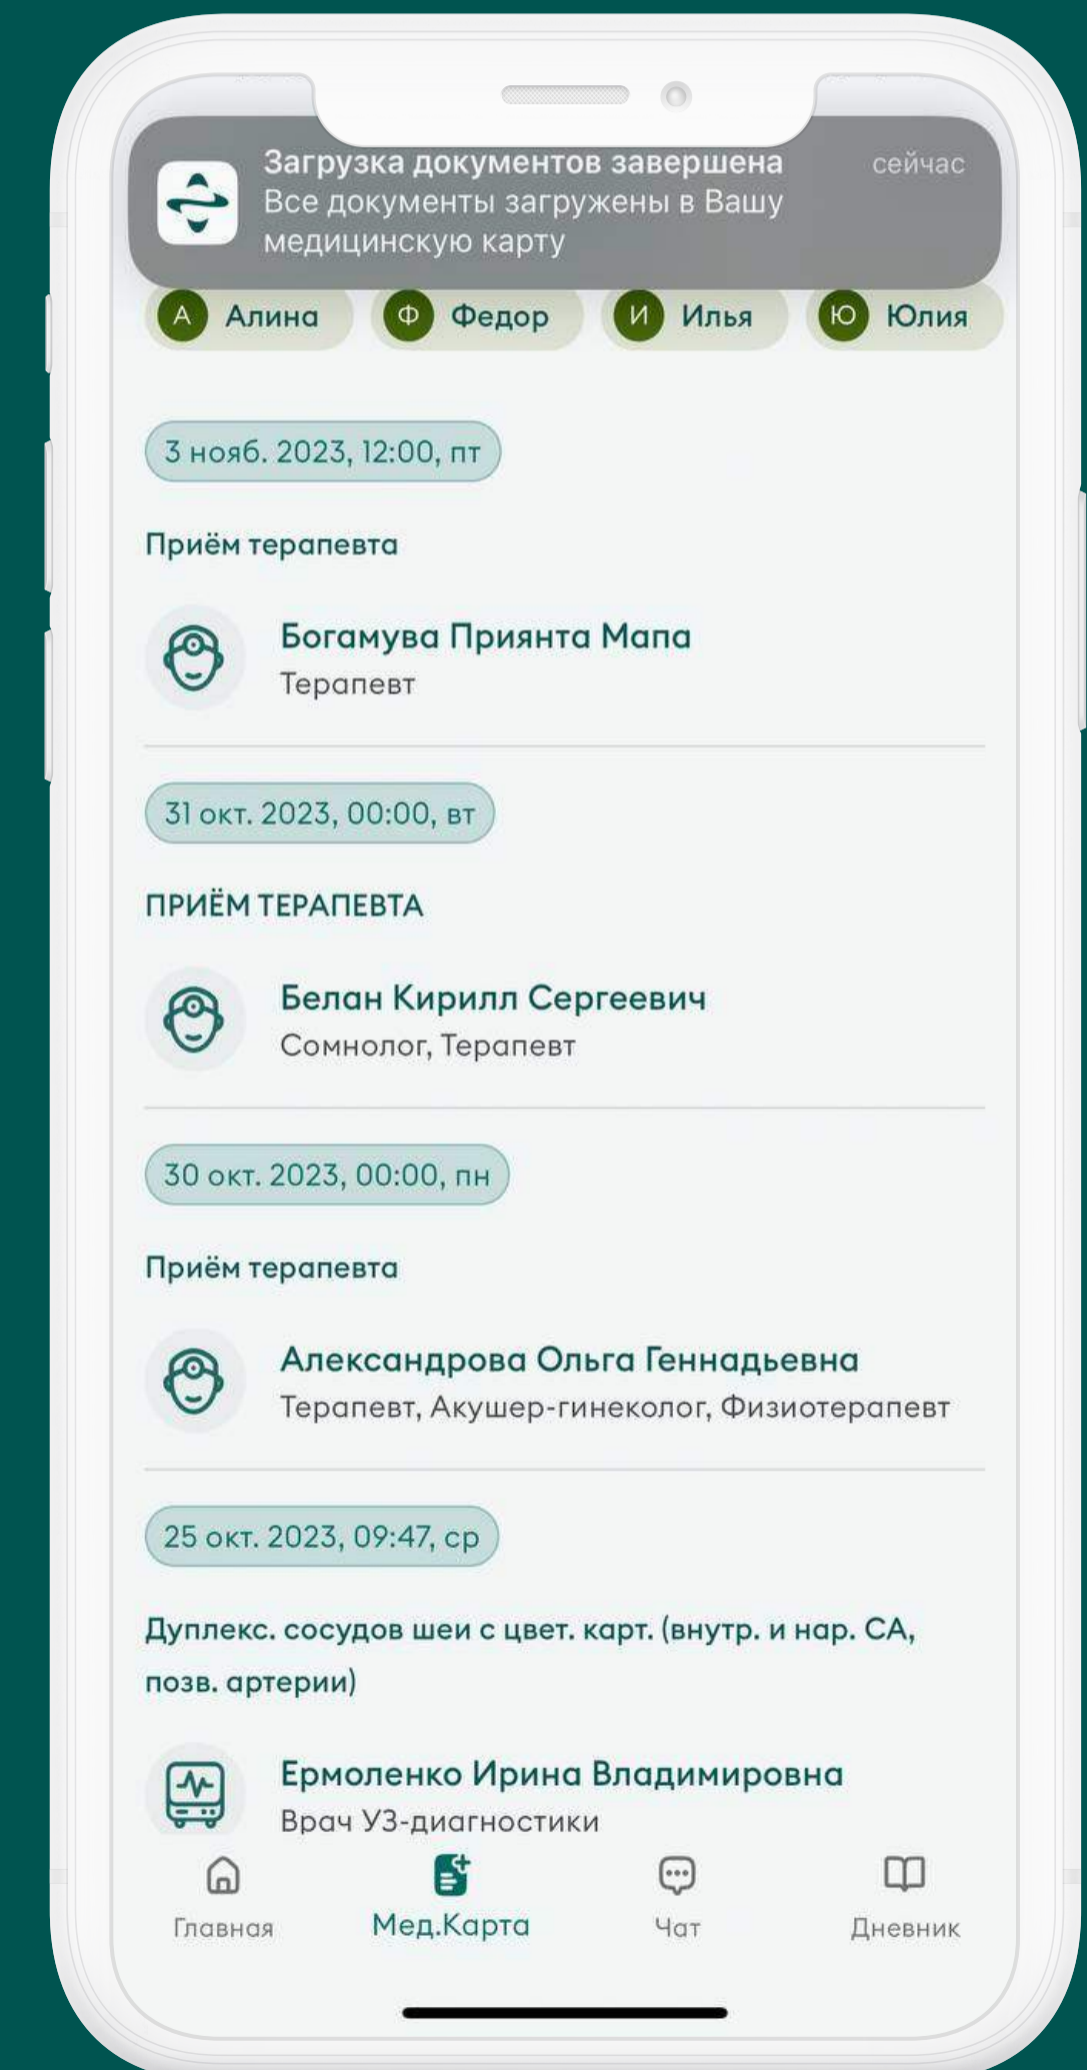 Загрузка документов завершена
сейчас
Все документы загружены в Вашу
медицинскую карту
А Алина
Ф Федор
И Илья
Ю Юлия
3 нояб. 2023, 12:00, пт
Приём терапевта
Богамува Приянта Мапа
Терапевт
31 окт. 2023, 00:00, вт
ПРИЁМ ТЕРАПЕВТА
Белан Кирилл Сергеевич
Сомнолог, Терапевт
30 окт. 2023, 00:00, пн
Приём терапевта
Александрова Ольга Геннадьевна
Терапевт, Акушер-гинеколог, Физиотерапевт
25 окт. 2023, 09:47, ср
Дуплекс. сосудов шеи с цвет. карт. (внутр. и нар. СА,
позв. артерии)
Ермоленко Ирина Владимировна
Врач УЗ-диагностики
Главная
Мед.Карта
Чат
Дневник